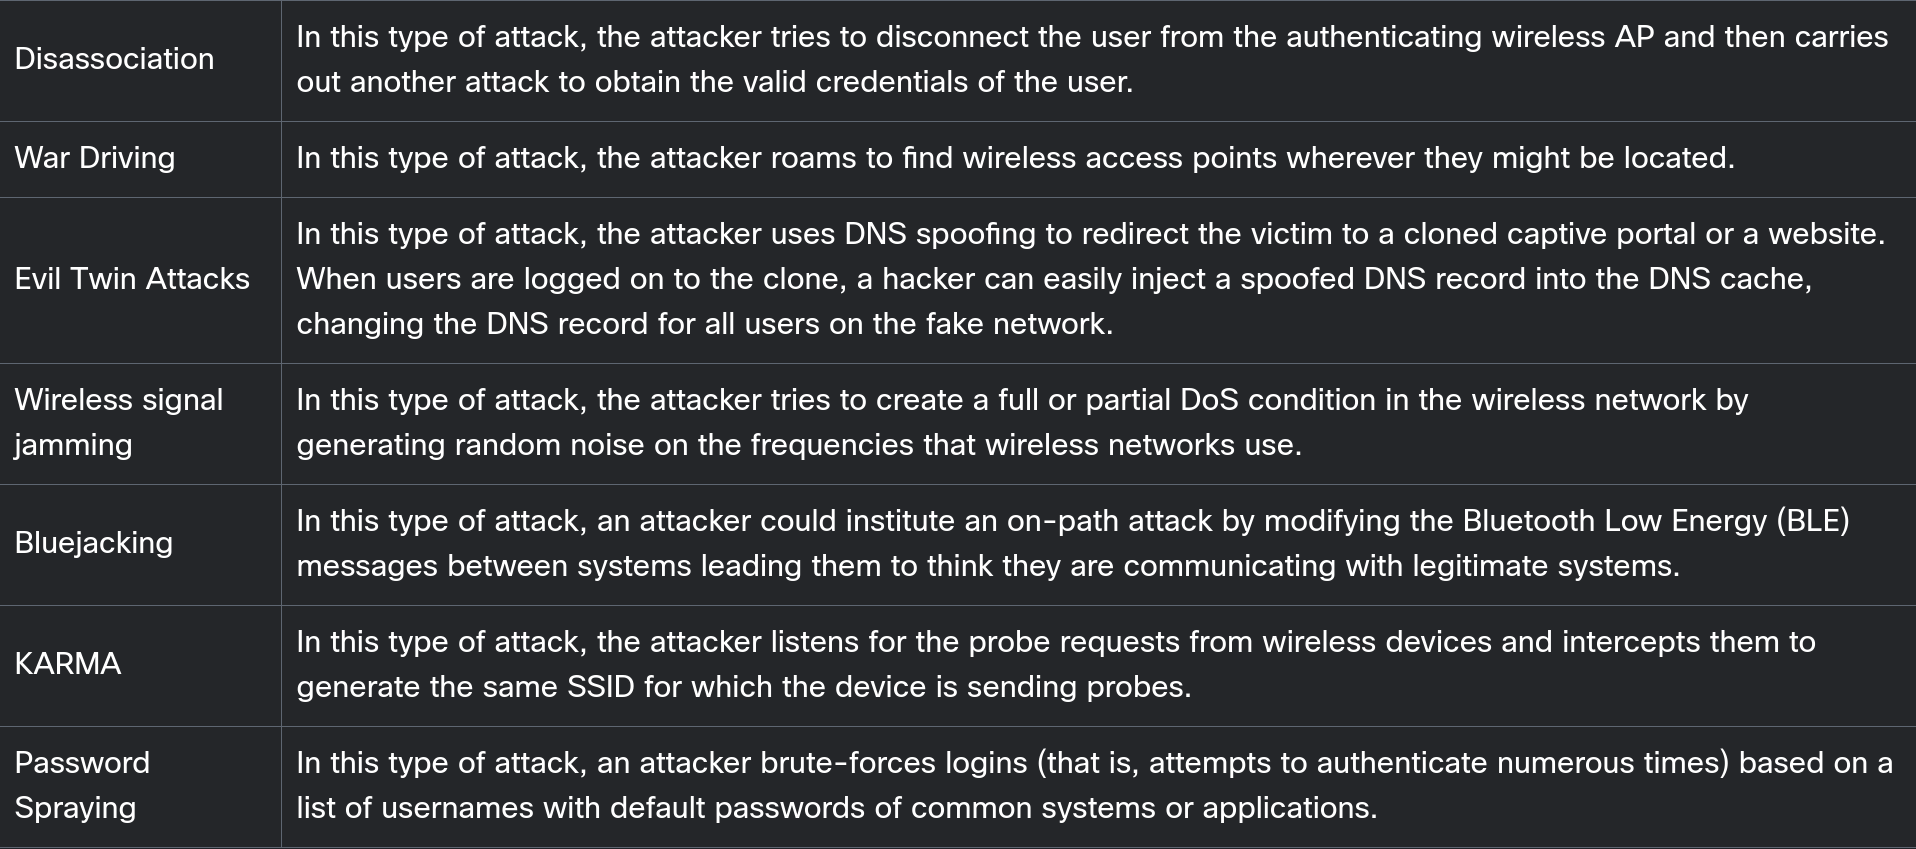 Disassociation
In this type of attack, the attacker tries to disconnect the user from the authenticating wireless AP and then carries
out another attack to obtain the valid credentials of the user.
War Driving
In this type of attack, the attacker roams to find wireless access points wherever they might be located.
Evil Twin Attacks
In this type of attack, the attacker uses DNS spoofing to redirect the victim to a cloned captive portal or a website.
When users are logged on to the clone, a hacker can easily inject a spoofed DNS record into the DNS cache,
changing the DNS record for all users on the fake network.
Wireless signal
jamming
In this type of attack, the attacker tries to create a full or partial DoS condition in the wireless network by
generating random noise on the frequencies that wireless networks use.
Bluejacking
In this type of attack, an attacker could institute an on-path attack by modifying the Bluetooth Low Energy (BLE)
messages between systems leading them to think they are communicating with legitimate systems.
KARMA
In this type of attack, the attacker listens for the probe requests from wireless devices and intercepts them to
generate the same SSID for which the device is sending probes.
Password
Spraying
In this type of attack, an attacker brute-forces logins (that is, attempts to authenticate numerous times) based on a
list of usernames with default passwords of common systems or applications.